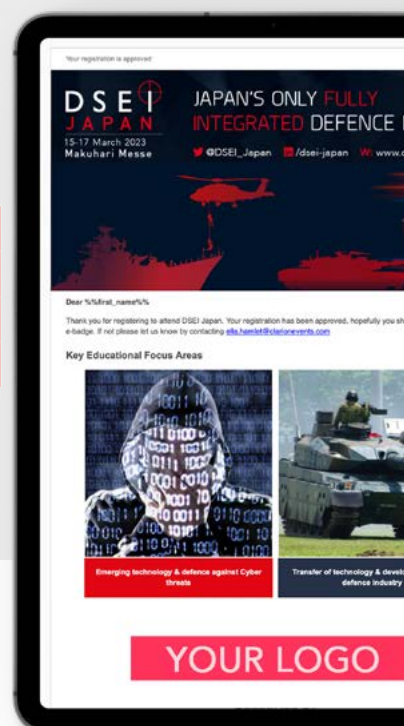 Your registration is approved
DSEI
JAPAN
15-17 March 2023
Makuhari Messe
JAPAN'S ONLY FULLY
INTEGRATED DEFENCE
@DSEI_Japan /dsei-japan W: www.
Dear %%first_name%%
Thank you for registering to attend DSEI Japan. Your registration has been approved, hopefully you sh
e-badge. If not please let us know by contacting ella.hamlet@clarionevents.com
Key Educational Focus Areas
Emerging technology & defence against Cyber
threats
Transfer of technology & develo
defence industry
YOUR LOGO